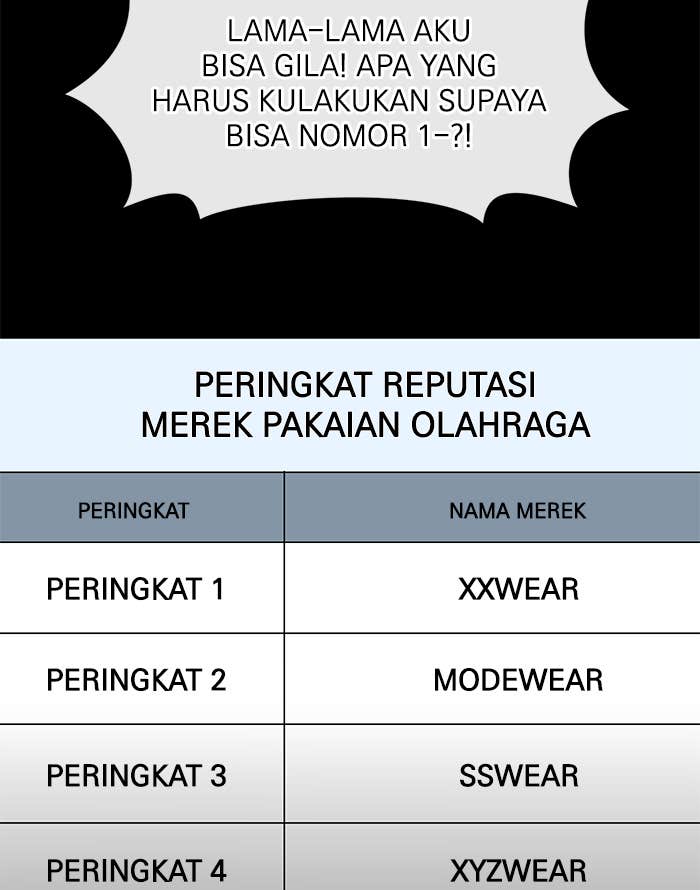 LAMA-LAMA AKU
BISA GILA! APA YANG
HARUS KULAKUKAN SUPAYA
BISA NOMOR 1-?!
PERINGKAT REPUTASI
MEREK PAKAIAN OLAHRAGA
PERINGKAT NAMA MEREK
PERINGKAT 1 XXWEAR
PERINGKAT 2 MODEWEAR
PERINGKAT 3 SSWEAR
PERINGKAT 4 XYZWEAR